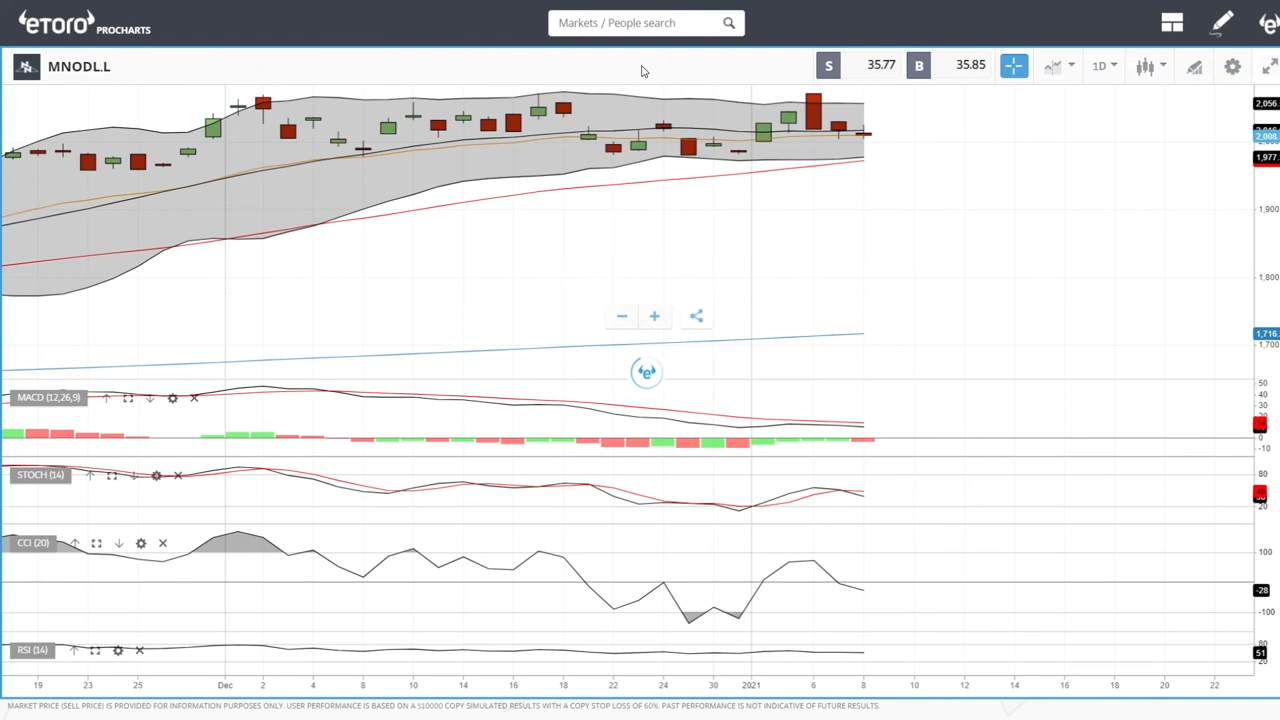 eTORO PROCHARTS
Markets / People search
MNODL.L
S 35.77 B 35.85
1D
2,056.
2,008
1,977.
1,900
1,800
1,716.
1,700
MACD (12,26,9)
50
40
30
0
-10
STOCH (14)
80
20
CCI (20)
100
-28
-100
RSI (14)
80
51
20
19 23 25 Dec 2 4 8 10 14 16 18 22 24 30 2021 6 8 10 12 14 16 18 20 22
MARKET PRICE (SELL PRICE) IS PROVIDED FOR INFORMATION PURPOSES ONLY. USER PERFORMANCE IS BASED ON A $10000 COPY SIMULATED RESULTS WITH A COPY STOP LOSS OF 60%. PAST PERFORMANCE IS NOT INDICATIVE OF FUTURE RESULTS.